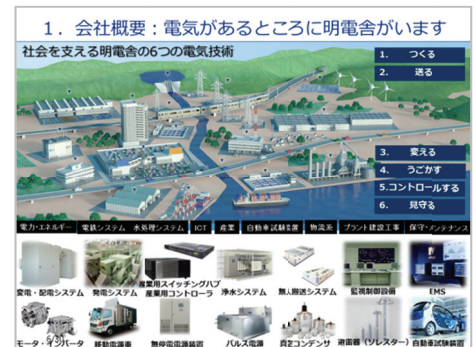 １．会社概要：電気があるところに明電舎がいます
社会を支える明電舎の6つの電気技術
1. つくる
2. 送る
3. 変える
4. うごかす
5.コントロールする
6. 見守る
電力・エネルギー 電鉄システム 水処理システム ICT 産業 自動車試験装置 物流系 プラント建設工事 保守・メンテナンス
変電・配電システム 発電システム 産業用スイッチングハブ 産業用コントローラ 浄水システム 無人搬送システム 監視制御設備 EMS
モータ・インバータ 移動電源車 無停電電源装置 パルス電源 真空コンデンサ 避雷器（ソレスター） 自動車試験装置